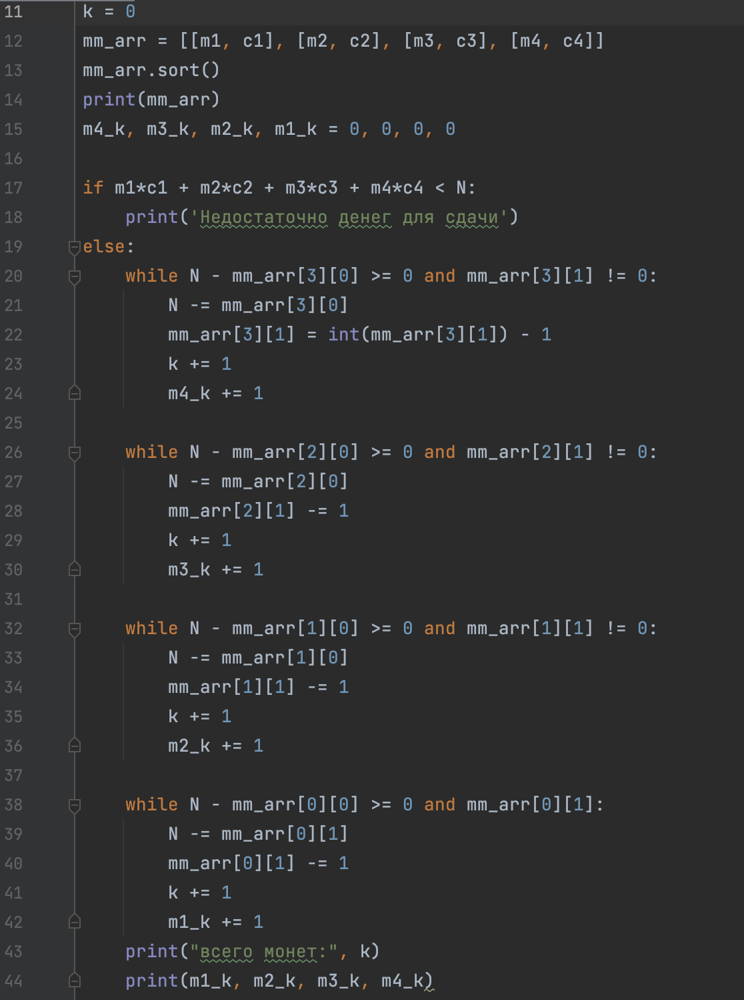 11 k = 0
12 mm_arr = [[m1, c1], [m2, c2], [m3, c3], [m4, c4]]
13 mm_arr.sort()
14 print(mm_arr)
15 m4_k, m3_k, m2_k, m1_k = 0, 0, 0, 0
16
17 if m1*c1 + m2*c2 + m3*c3 + m4*c4 < N:
18     print('Недостаточно денег для сдачи')
19 else:
20     while N - mm_arr[3][0] >= 0 and mm_arr[3][1] != 0:
21         N -= mm_arr[3][0]
22         mm_arr[3][1] = int(mm_arr[3][1]) - 1
23         k += 1
24         m4_k += 1
25
26     while N - mm_arr[2][0] >= 0 and mm_arr[2][1] != 0:
27         N -= mm_arr[2][0]
28         mm_arr[2][1] -= 1
29         k += 1
30         m3_k += 1
31
32     while N - mm_arr[1][0] >= 0 and mm_arr[1][1] != 0:
33         N -= mm_arr[1][0]
34         mm_arr[1][1] -= 1
35         k += 1
36         m2_k += 1
37
38     while N - mm_arr[0][0] >= 0 and mm_arr[0][1]:
39         N -= mm_arr[0][1]
40         mm_arr[0][1] -= 1
41         k += 1
42         m1_k += 1
43     print("всего монет:", k)
44     print(m1_k, m2_k, m3_k, m4_k)